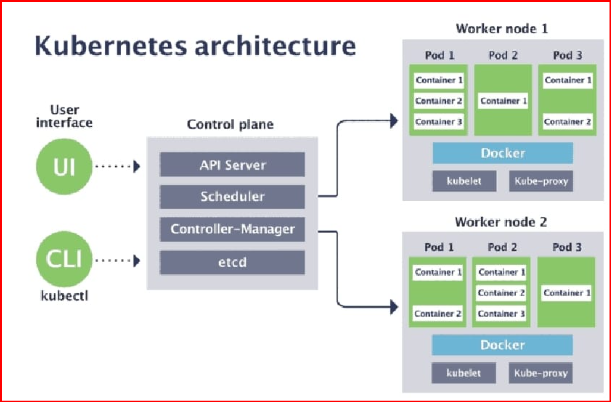 Kubernetes architecture
User
interface
UI
CLI
kubectl
Control plane
API Server
Scheduler
Controller-Manager
etcd
Worker node 1
Pod 1 Pod 2 Pod 3
Container 1
Container 2
Container 3
Container 1
Container 1
Container 2
Docker
kubelet Kube-proxy
Worker node 2
Pod 1 Pod 2 Pod 3
Container 1
Container 2
Container 1
Container 2
Container 3
Container 1
Docker
kubelet Kube-proxy